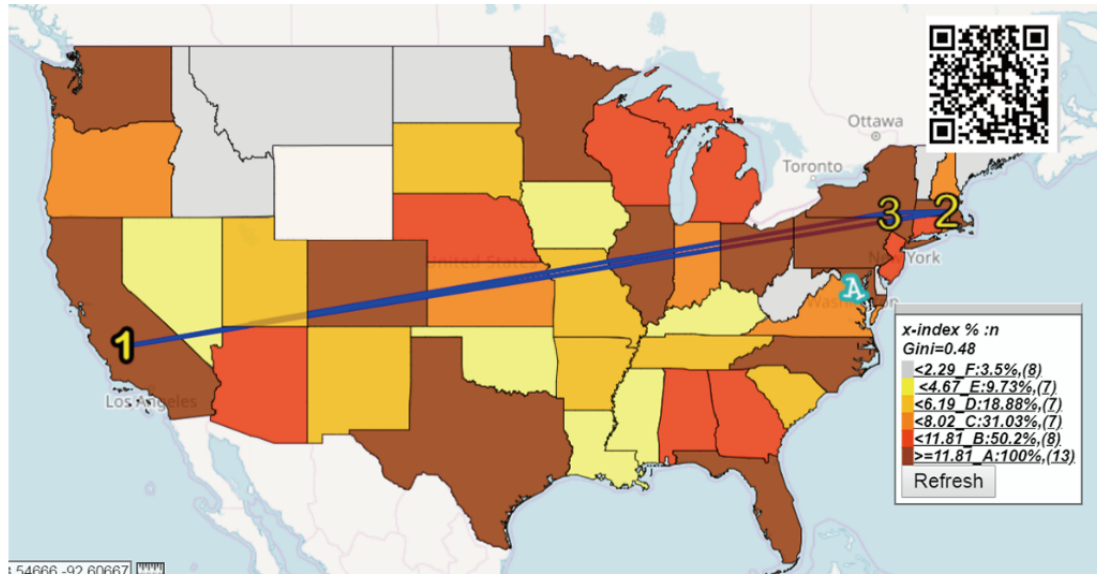 Ottawa
Toronto
3
2
United States
New York
A
Washington
1
Los Angeles
x-index % :n
Gini=0.48
<2.29_F:3.5%,(8)
<4.67_E:9.73%,(7)
<6.19_D:18.88%,(7)
<8.02_C:31.03%,(7)
<11.81_B:50.2%,(8)
>=11.81_A:100%,(13)
Refresh
.54666 -92.60667